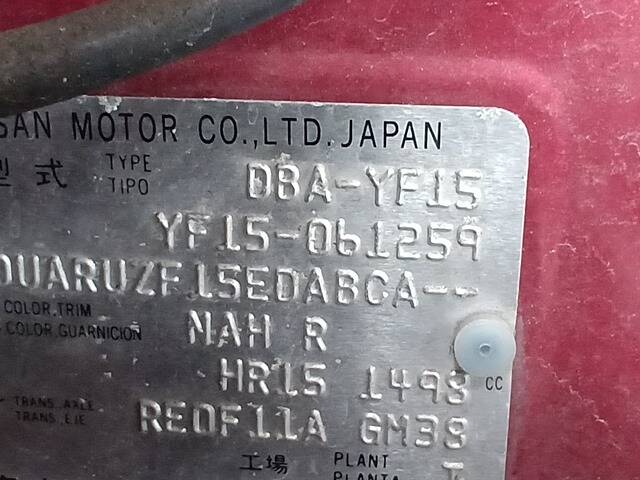 SAN MOTOR CO.,LTD. JAPAN
型式 TYPE TIPO DBA-YF15
YF15-061259
DUARUZF15EDABCA--
COLOR, TRIM
COLOR, GUARNICION NAH R
HR15 1498 CC
TRANS. AXLE
TRANS. EJE RE0F11A GM38
工場 PLANT